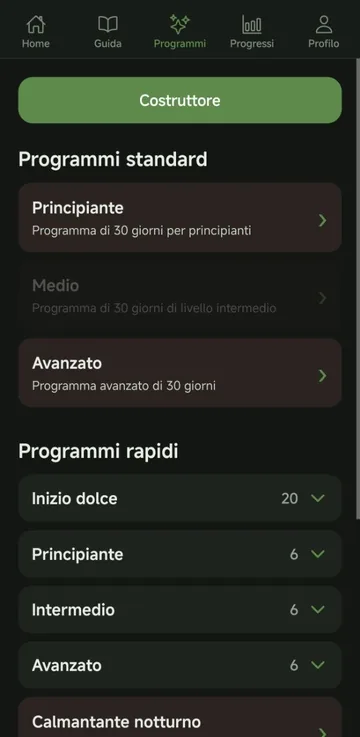 Home
Guida
Programmi
Progressi
Profilo
Costruttore
Programmi standard
Principiante
Programma di 30 giorni per principianti
Medio
Programma di 30 giorni di livello intermedio
Avanzato
Programma avanzato di 30 giorni
Programmi rapidi
Inizio dolce 20
Principiante 6
Intermedio 6
Avanzato 6
Calmantante notturno